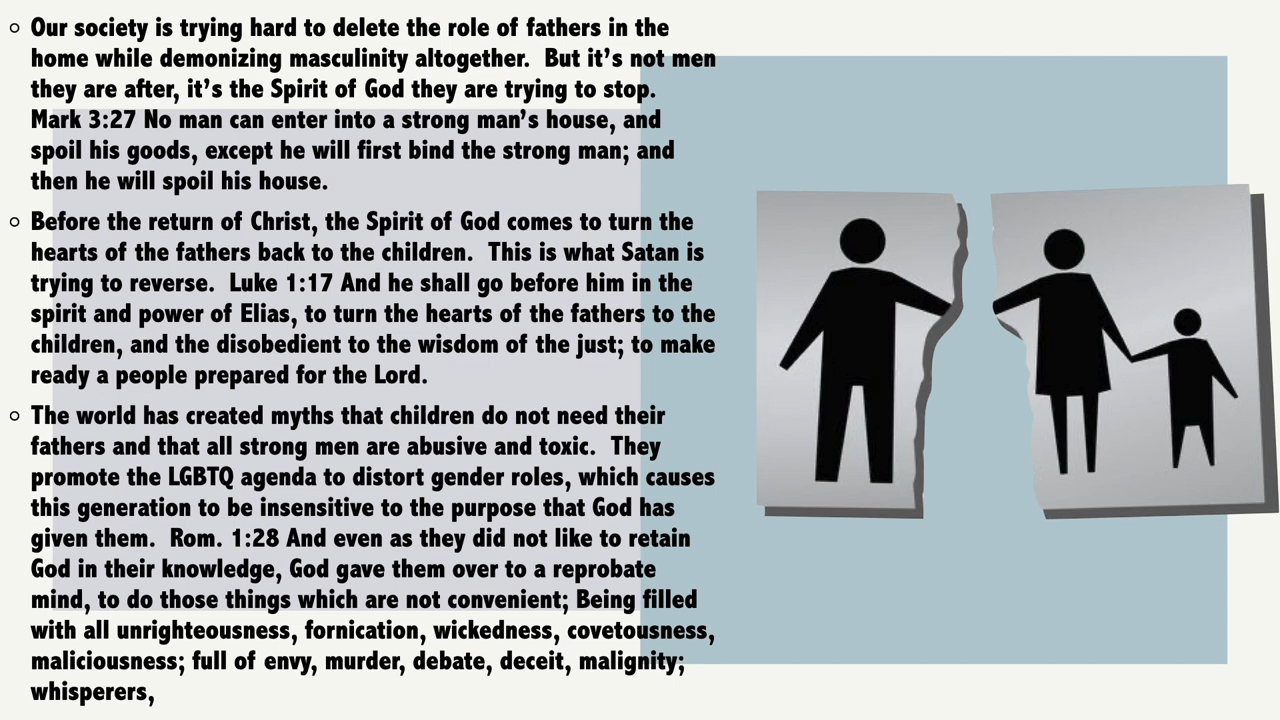 Our society is trying hard to delete the role of fathers in the
home while demonizing masculinity altogether.  But it’s not men
they are after, it’s the Spirit of God they are trying to stop.
Mark 3:27 No man can enter into a strong man’s house, and
spoil his goods, except he will first bind the strong man; and
then he will spoil his house.
Before the return of Christ, the Spirit of God comes to turn the
hearts of the fathers back to the children.  This is what Satan is
trying to reverse.  Luke 1:17 And he shall go before him in the
spirit and power of Elias, to turn the hearts of the fathers to the
children, and the disobedient to the wisdom of the just; to make
ready a people prepared for the Lord.
The world has created myths that children do not need their
fathers and that all strong men are abusive and toxic.  They
promote the LGBTQ agenda to distort gender roles, which causes
this generation to be insensitive to the purpose that God has
given them.  Rom. 1:28 And even as they did not like to retain
God in their knowledge, God gave them over to a reprobate
mind, to do those things which are not convenient; Being filled
with all unrighteousness, fornication, wickedness, covetousness,
maliciousness; full of envy, murder, debate, deceit, malignity;
whisperers,